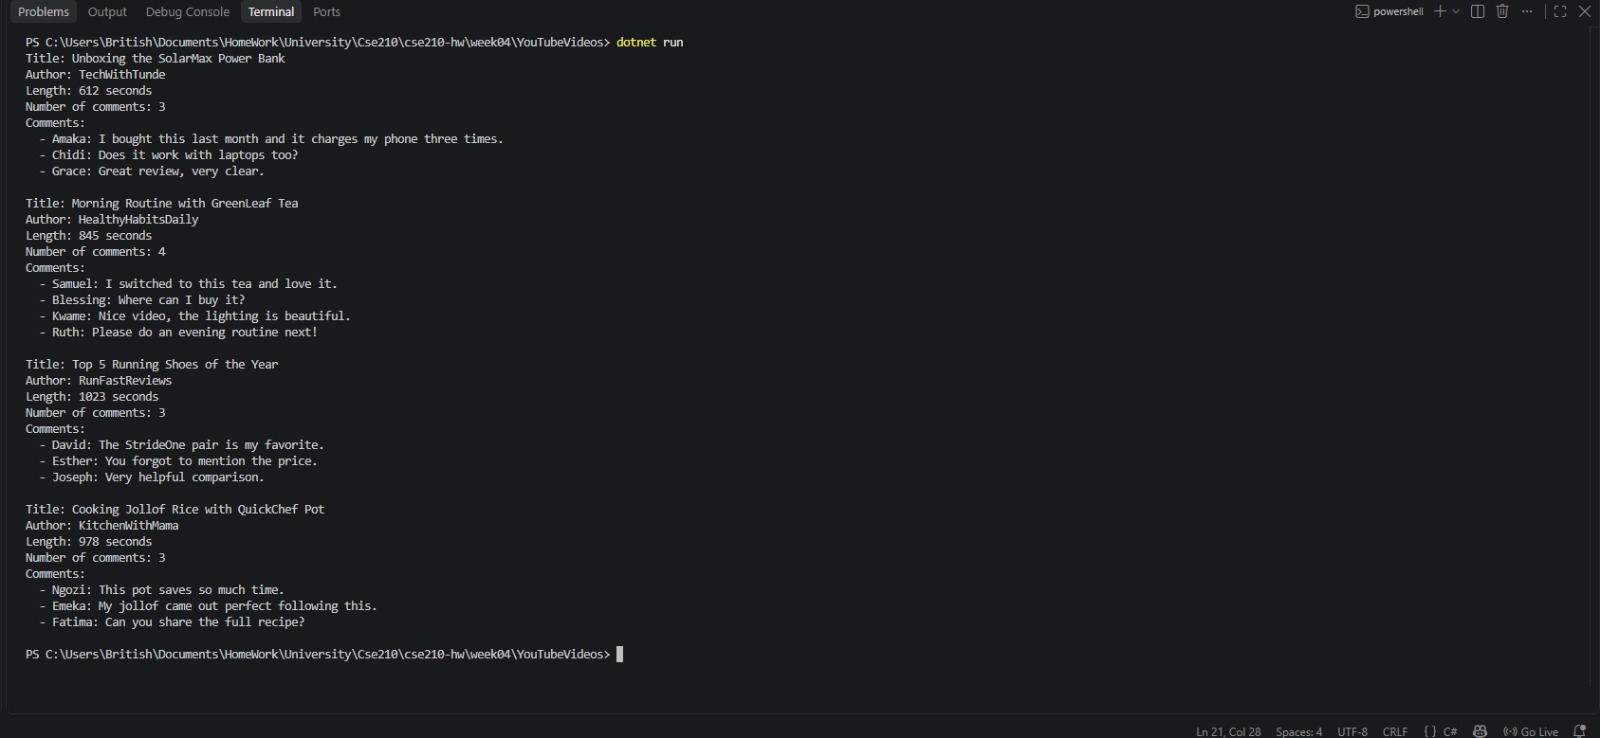 Problems Output Debug Console Terminal Ports powershell
PS C:\Users\British\Documents\HomeWork\University\Cse210\cse210-hw\week04\YouTubeVideos> dotnet run
Title: Unboxing the SolarMax Power Bank
Author: TechWithTunde
Length: 612 seconds
Number of comments: 3
Comments:
  - Amaka: I bought this last month and it charges my phone three times.
  - Chidi: Does it work with laptops too?
  - Grace: Great review, very clear.

Title: Morning Routine with GreenLeaf Tea
Author: HealthyHabitsDaily
Length: 845 seconds
Number of comments: 4
Comments:
  - Samuel: I switched to this tea and love it.
  - Blessing: Where can I buy it?
  - Kwame: Nice video, the lighting is beautiful.
  - Ruth: Please do an evening routine next!

Title: Top 5 Running Shoes of the Year
Author: RunFastReviews
Length: 1023 seconds
Number of comments: 3
Comments:
  - David: The StrideOne pair is my favorite.
  - Esther: You forgot to mention the price.
  - Joseph: Very helpful comparison.

Title: Cooking Jollof Rice with QuickChef Pot
Author: KitchenWithMama
Length: 978 seconds
Number of comments: 3
Comments:
  - Ngozi: This pot saves so much time.
  - Emeka: My jollof came out perfect following this.
  - Fatima: Can you share the full recipe?

PS C:\Users\British\Documents\HomeWork\University\Cse210\cse210-hw\week04\YouTubeVideos>
Ln 21, Col 28 Spaces: 4 UTF-8 CRLF { } C# Go Live